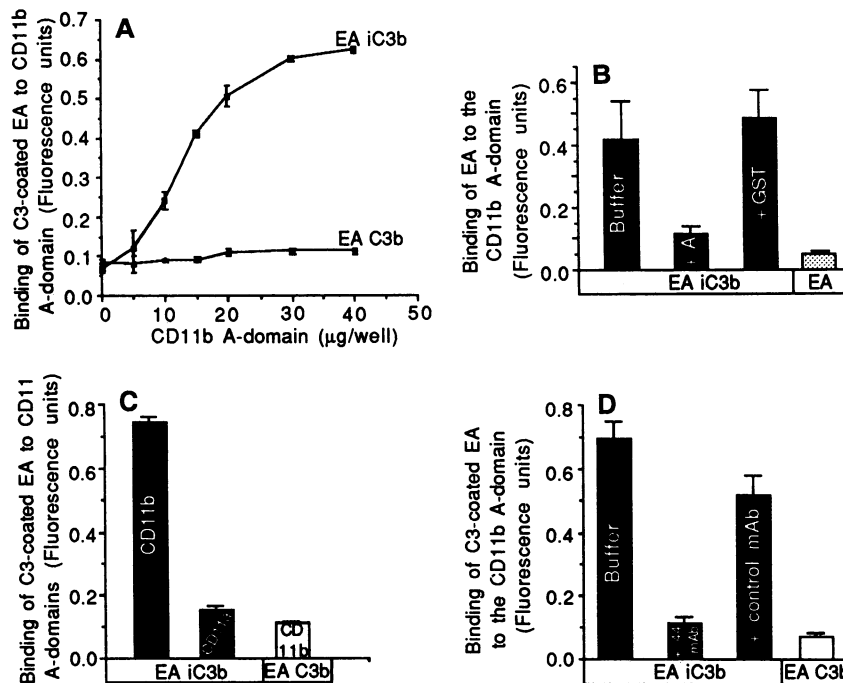 A
Binding of C3-coated EA to CD11b
A-domain (Fluorescence units)
0.7
0.6
0.5
0.4
0.3
0.2
0.1
0.0
EA iC3b
EA C3b
0 10 20 30 40 50
CD11b A-domain (µg/well)
B
Binding of EA to the
CD11b A-domain
(Fluorescence units)
0.6
0.4
0.2
0.0
Buffer
+ A
+ GST
EA iC3b EA
C
Binding of C3-coated EA to CD11
A-domains (Fluorescence units)
0.8
0.6
0.4
0.2
0.0
CD11b
CD
11b
EA iC3b EA C3b
D
Binding of C3-coated EA
to the CD11b A-domain
(Fluorescence units)
0.8
0.6
0.4
0.2
0.0
Buffer
mAb
+ control mAb
EA iC3b EA C3b